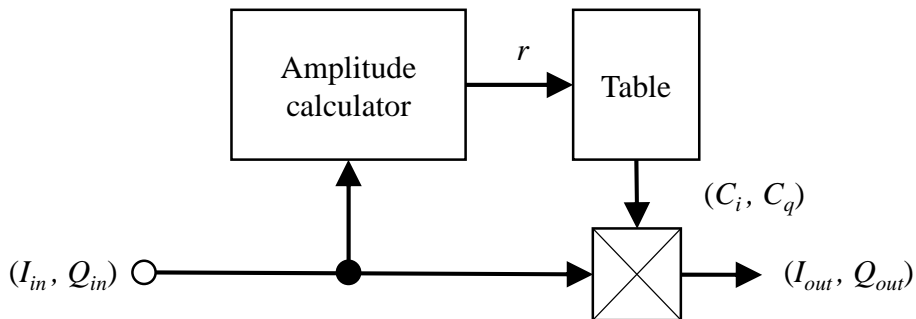 Amplitude
calculator
r
Table
(C_i, C_q)
(I_in, Q_in)
(I_out, Q_out)